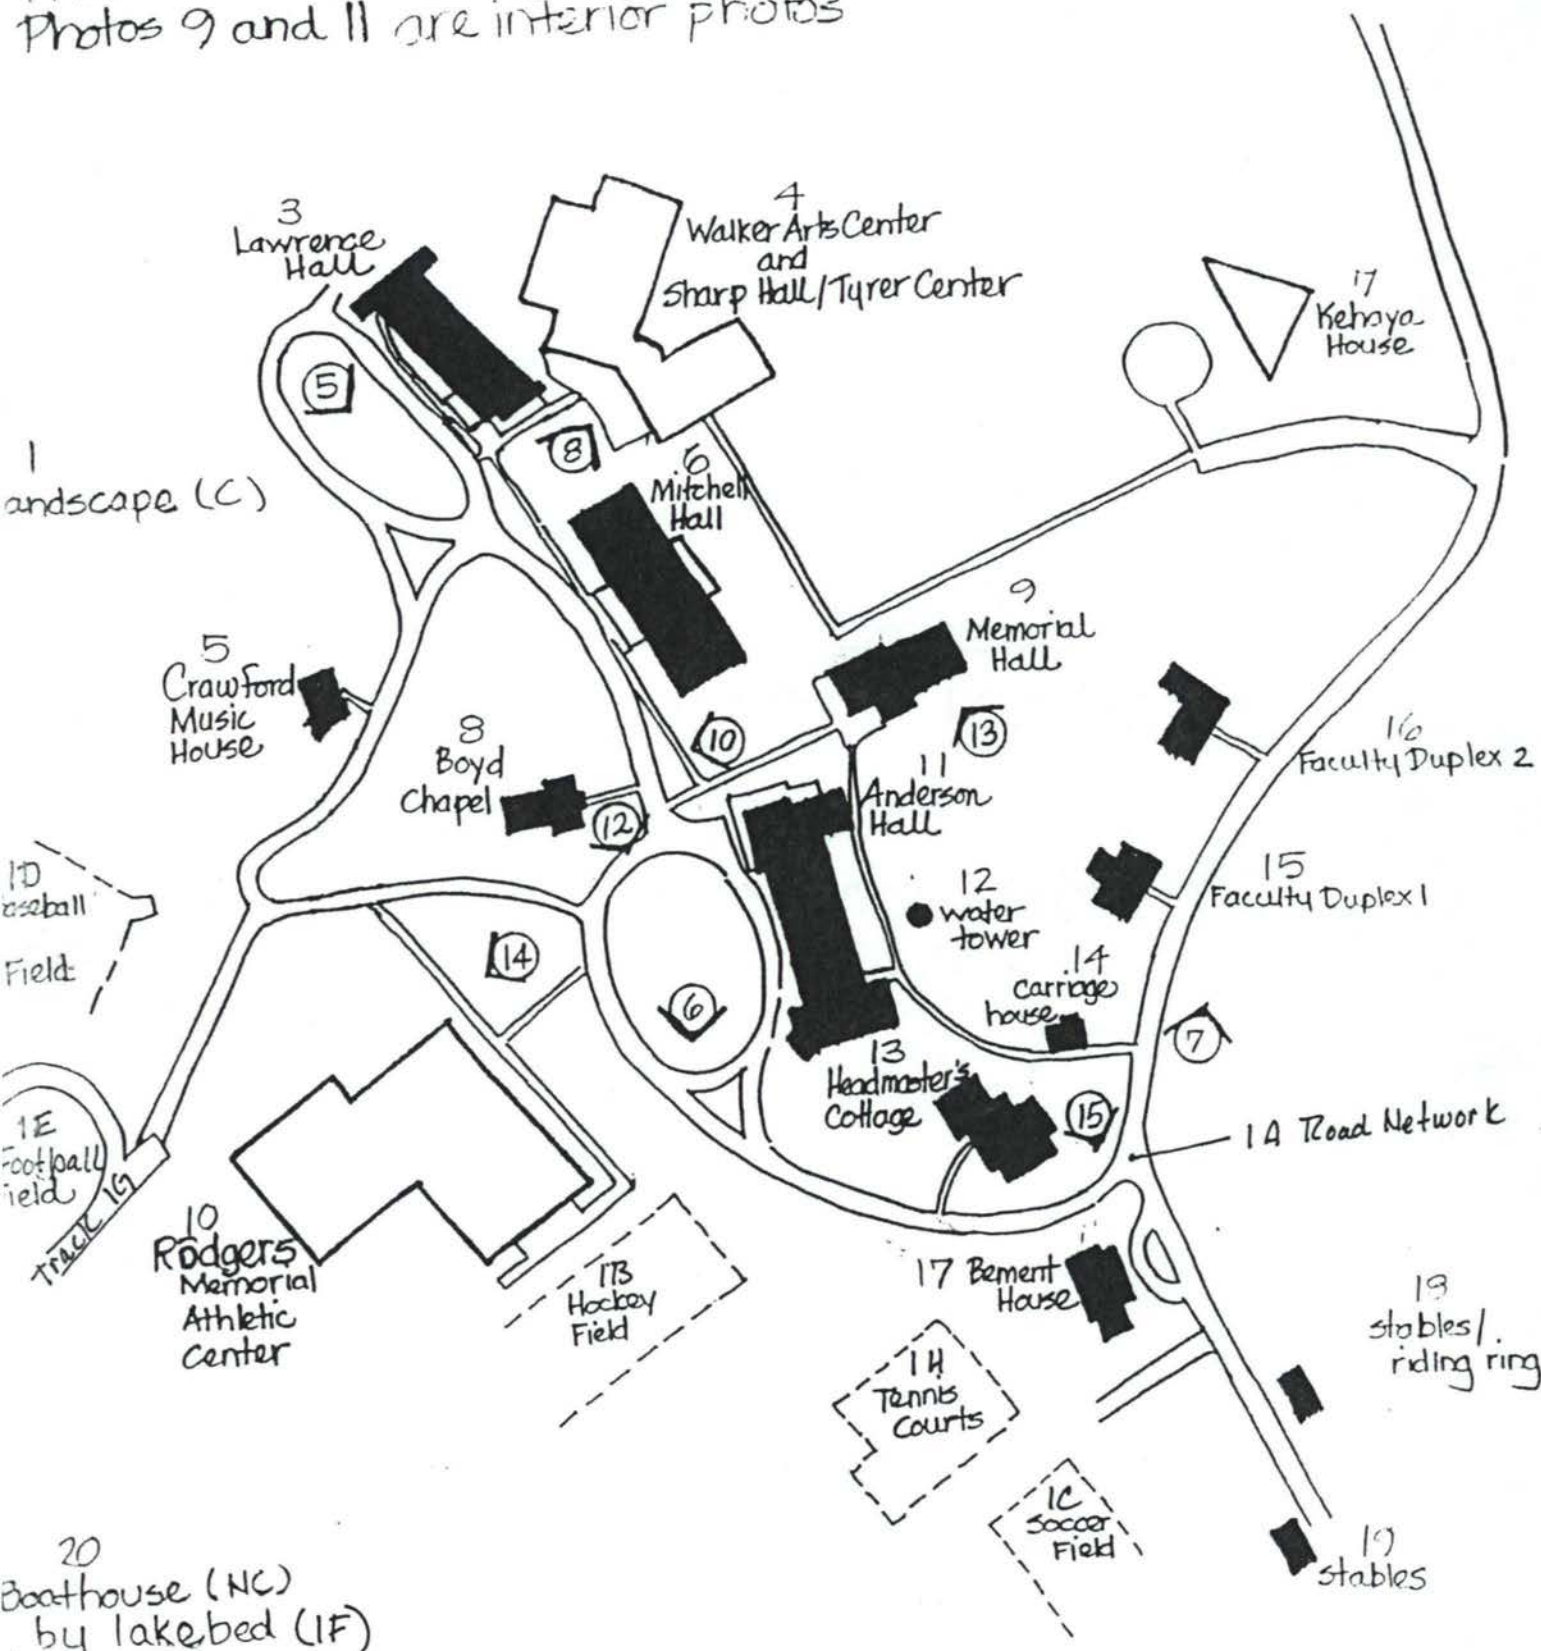 Photos 9 and 11 are interior photos
3
Lawrence
Hall
4
Walker Arts Center
and
Sharp Hall/Tyrer Center
17
Kehaya
House
5
8
1
andscape (C)
6
Mitchell
Hall
9
Memorial
Hall
5
Crawford
Music
House
8
Boyd
Chapel
10
13
16
Faculty Duplex 2
11
Anderson
Hall
12
1D
aseball
Field
12
water
tower
15
Faculty Duplex 1
14
6
14
carriage
house
7
13
Headmaster's
Cottage
15
1A Road Network
1E
Football
ield
Track 1G
10
Rodgers
Memorial
Athletic
Center
1B
Hockey
Field
17 Bement
House
18
stables/
riding ring
1H
Tennis
Courts
1C
Soccer
Field
19
stables
20
Boathouse (NC)
by lakebed (1F)